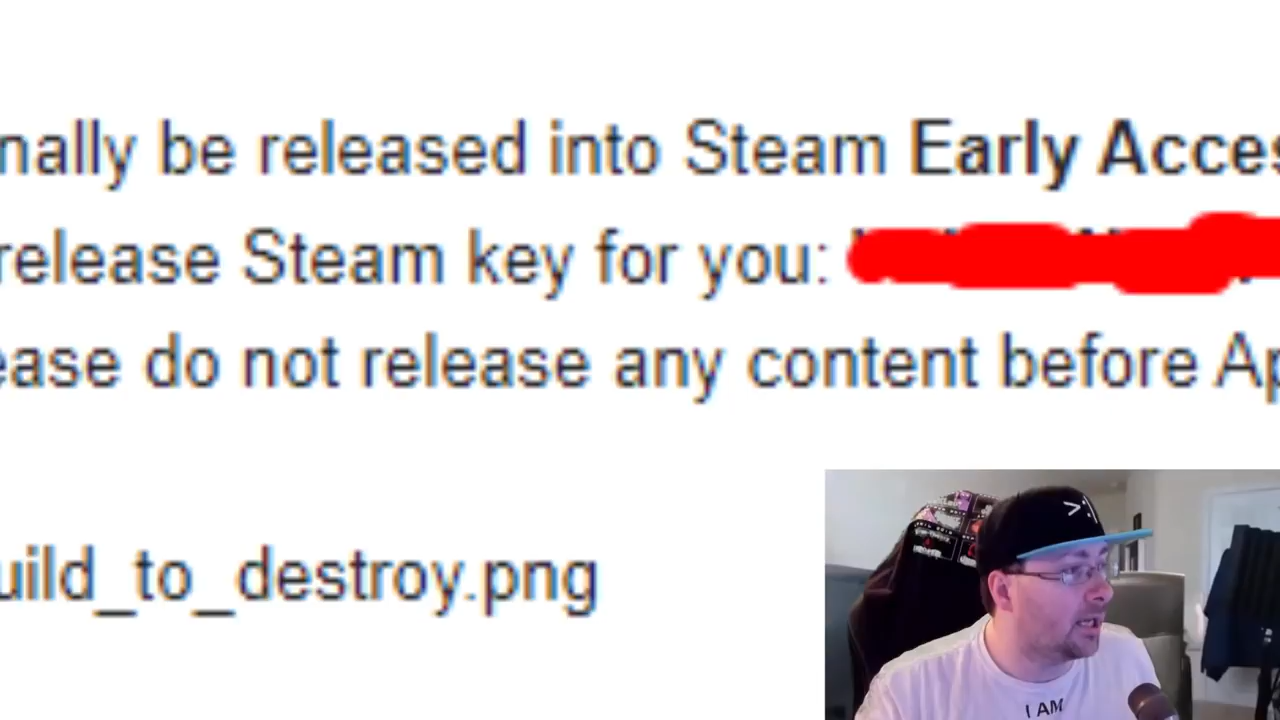 nally be released into Steam Early Acces
release Steam key for you:
ease do not release any content before Ap
uild_to_destroy.png
>:(
I AM